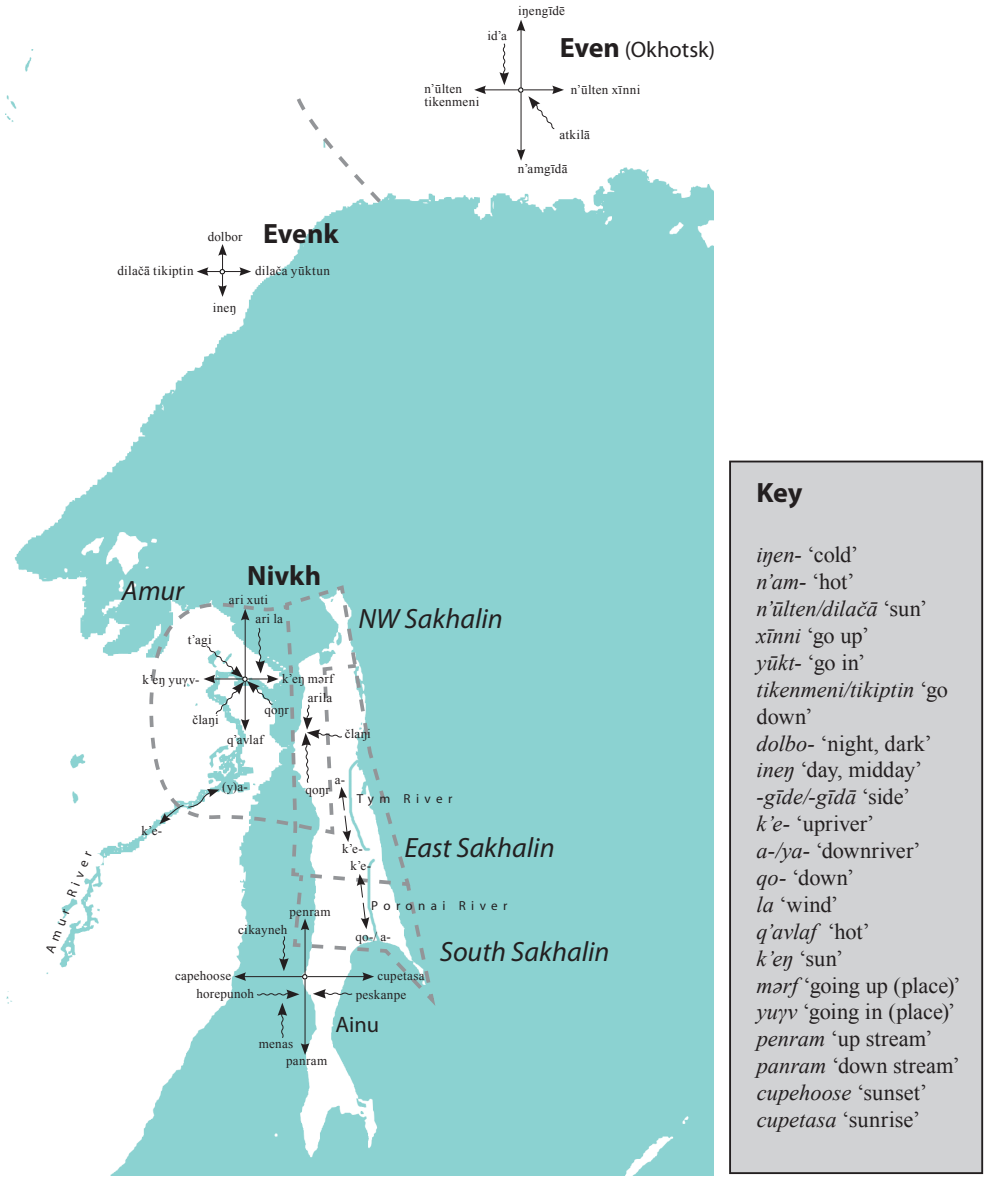 iŋengīdē
id'a
Even (Okhotsk)
n'ūlten
tikenmeni
n'ūlten xīnni
atkilā
n'amgīdā
Evenk
dolbor
dilačā tikiptin
dilača yūktun
ineŋ
Nivkh
Amur
ari xuti
ari la
NW Sakhalin
t'agi
k'eŋ yuɣv-
k'eŋ mərf
arila
člaŋi
qoŋr
člaŋi
q'avlaf
qoŋr
a-
(y)a-
Tym River
k'e-
k'e-
East Sakhalin
k'e-
Amur River
Poronai River
penram
cikayneh
qo-/a-
South Sakhalin
capehoose
cupetasa
horepunoh
peskanpe
Ainu
menas
panram
Key
iŋen- ‘cold’
n'am- ‘hot’
n'ūlten/dilačā ‘sun’
xīnni ‘go up’
yūkt- ‘go in’
tikenmeni/tikiptin ‘go
down’
dolbo- ‘night, dark’
ineŋ ‘day, midday’
-gīde/-gīdā ‘side’
k'e- ‘upriver’
a-/ya- ‘downriver’
qo- ‘down’
la ‘wind’
q'avlaf ‘hot’
k'eŋ ‘sun’
mərf ‘going up (place)’
yuɣv ‘going in (place)’
penram ‘up stream’
panram ‘down stream’
cupehoose ‘sunset’
cupetasa ‘sunrise’